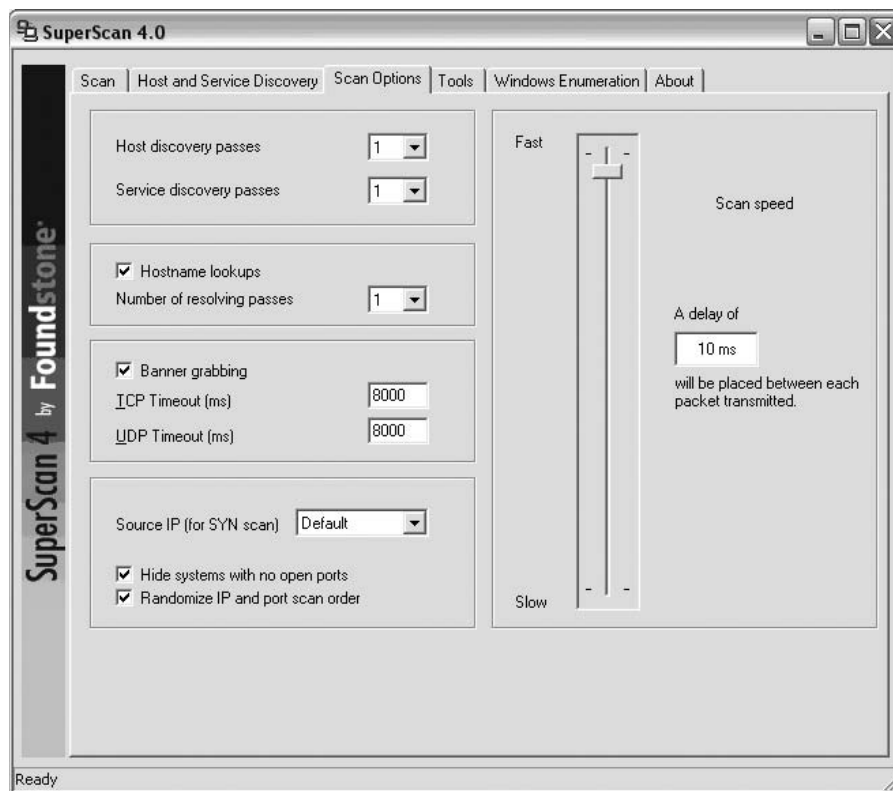 SuperScan 4.0
Scan
Host and Service Discovery
Scan Options
Tools
Windows Enumeration
About
SuperScan 4 by Foundstone
Host discovery passes
1
Service discovery passes
1
Hostname lookups
Number of resolving passes
1
Banner grabbing
TCP Timeout (ms)
8000
UDP Timeout (ms)
8000
Source IP (for SYN scan)
Default
Hide systems with no open ports
Randomize IP and port scan order
Fast
Slow
Scan speed
A delay of
10 ms
will be placed between each
packet transmitted.
Ready